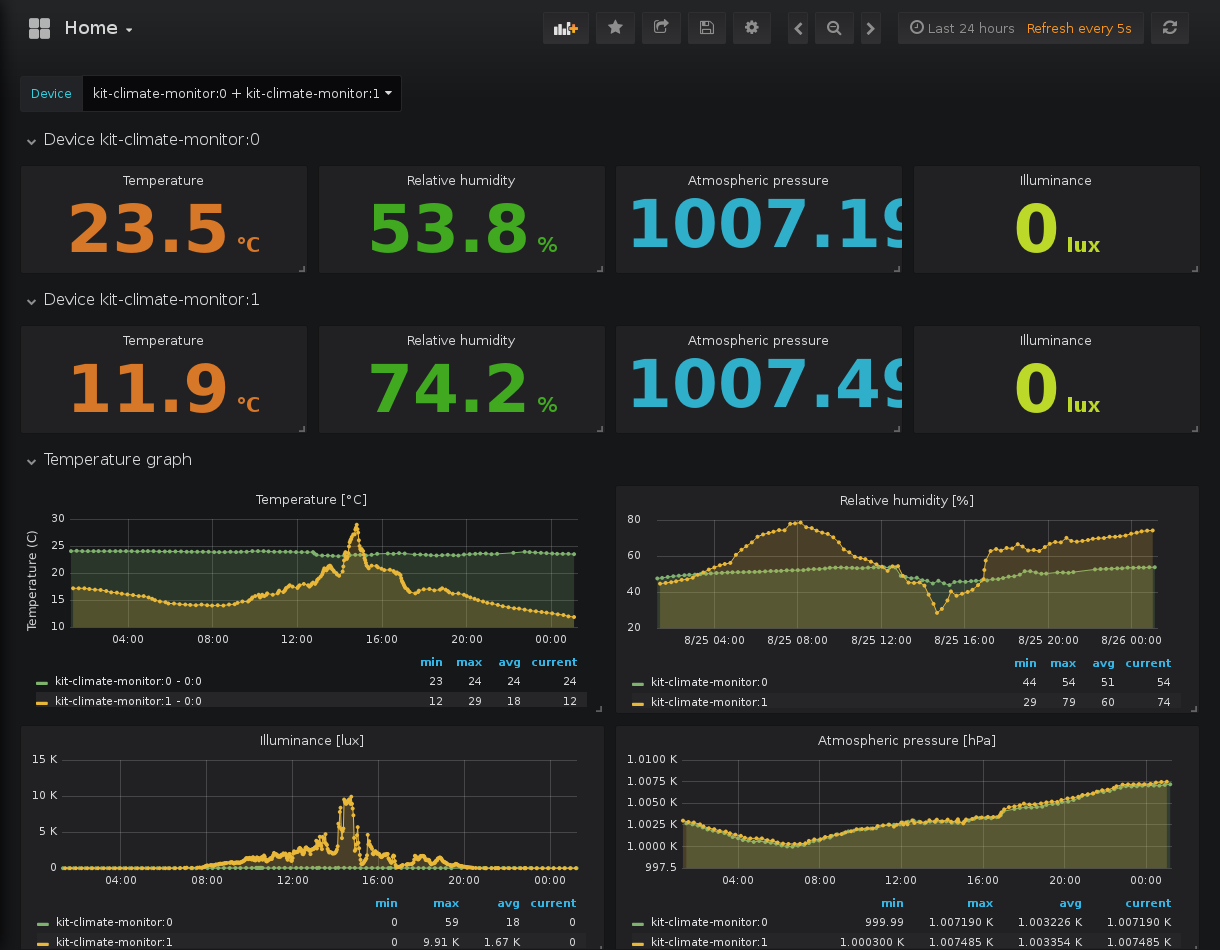 Home
Last 24 hours Refresh every 5s
Device kit-climate-monitor:0 + kit-climate-monitor:1
Device kit-climate-monitor:0
Temperature Relative humidity Atmospheric pressure Illuminance
23.5 °C 53.8 % 1007.19 0 lux
Device kit-climate-monitor:1
Temperature Relative humidity Atmospheric pressure Illuminance
11.9 °C 74.2 % 1007.49 0 lux
Temperature graph
Temperature [°C]
Temperature (C)
30
25
20
15
10
04:00 08:00 12:00 16:00 20:00 00:00
min max avg current
kit-climate-monitor:0 - 0:0 23 24 24 24
kit-climate-monitor:1 - 0:0 12 29 18 12
Relative humidity [%]
80
60
40
20
8/25 04:00 8/25 08:00 8/25 12:00 8/25 16:00 8/25 20:00 8/26 00:00
min max avg current
kit-climate-monitor:0 44 54 51 54
kit-climate-monitor:1 29 79 60 74
Illuminance [lux]
15 K
10 K
5 K
0
04:00 08:00 12:00 16:00 20:00 00:00
min max avg current
kit-climate-monitor:0 0 59 18 0
kit-climate-monitor:1 0 9.91 K 1.67 K 0
Atmospheric pressure [hPa]
1.0100 K
1.0075 K
1.0050 K
1.0025 K
1.0000 K
997.5
04:00 08:00 12:00 16:00 20:00 00:00
min max avg current
kit-climate-monitor:0 999.99 1.007190 K 1.003226 K 1.007190 K
kit-climate-monitor:1 1.000300 K 1.007485 K 1.003354 K 1.007485 K